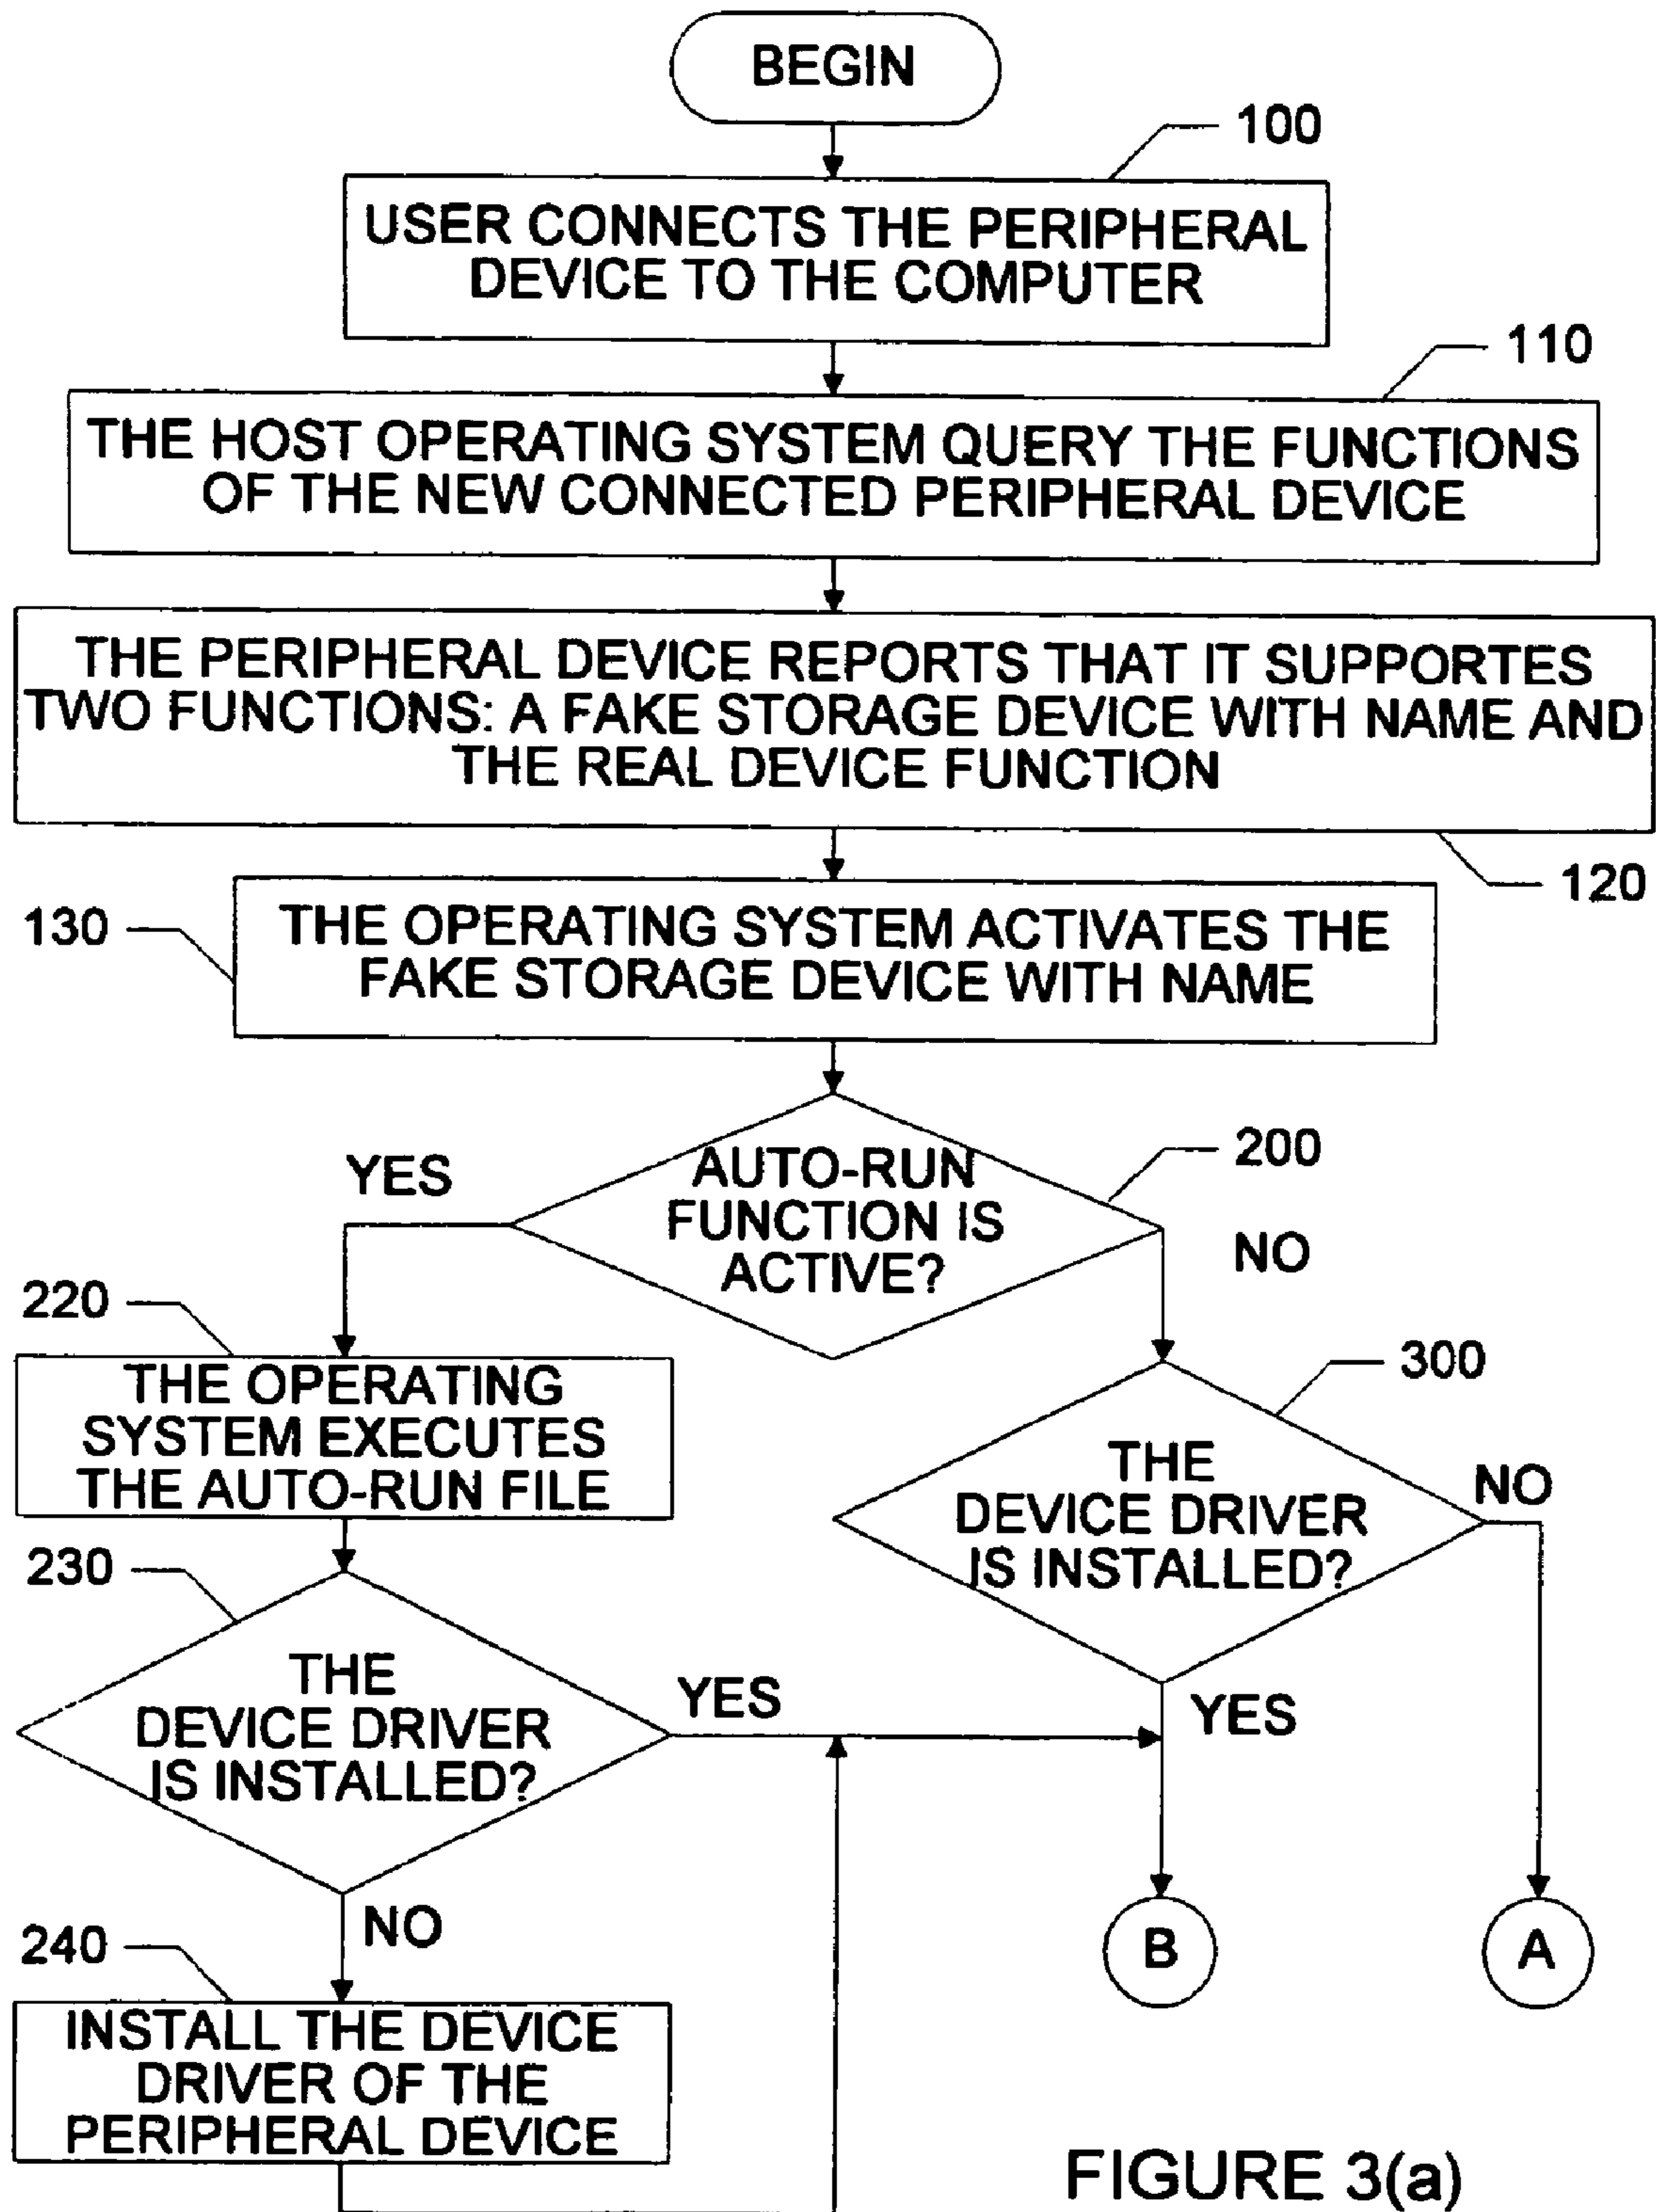 BEGIN
100
USER CONNECTS THE PERIPHERAL
DEVICE TO THE COMPUTER
110
THE HOST OPERATING SYSTEM QUERY THE FUNCTIONS
OF THE NEW CONNECTED PERIPHERAL DEVICE
THE PERIPHERAL DEVICE REPORTS THAT IT SUPPORTES
TWO FUNCTIONS: A FAKE STORAGE DEVICE WITH NAME AND
THE REAL DEVICE FUNCTION
120
130
THE OPERATING SYSTEM ACTIVATES THE
FAKE STORAGE DEVICE WITH NAME
200
YES
AUTO-RUN
FUNCTION IS
ACTIVE?
NO
220
THE OPERATING
SYSTEM EXECUTES
THE AUTO-RUN FILE
300
THE
DEVICE DRIVER
IS INSTALLED?
NO
YES
230
THE
DEVICE DRIVER
IS INSTALLED?
YES
NO
B
A
240
INSTALL THE DEVICE
DRIVER OF THE
PERIPHERAL DEVICE
FIGURE 3(a)